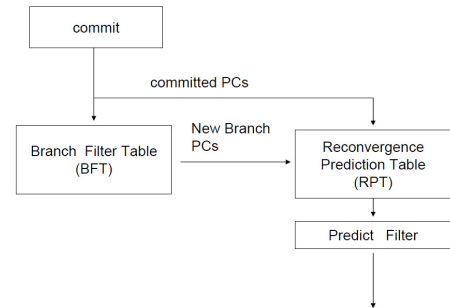 commit
committed PCs
New Branch
PCs
Branch Filter Table
(BFT)
Reconvergence
Prediction Table
(RPT)
Predict Filter